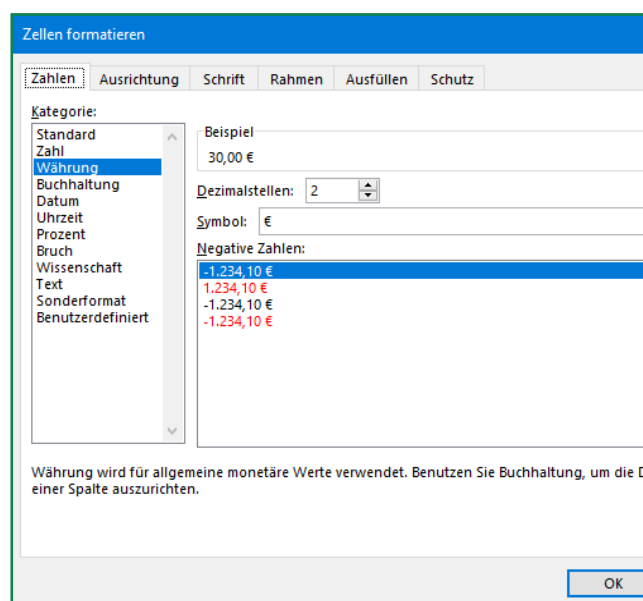 Zellen formatieren
Zahlen Ausrichtung Schrift Rahmen Ausfüllen Schutz
Kategorie:
Standard
Zahl
Währung
Buchhaltung
Datum
Uhrzeit
Prozent
Bruch
Wissenschaft
Text
Sonderformat
Benutzerdefiniert
Beispiel
30,00 €
Dezimalstellen: 2
Symbol: €
Negative Zahlen:
-1.234,10 €
1.234,10 €
-1.234,10 €
-1.234,10 €
Währung wird für allgemeine monetäre Werte verwendet. Benutzen Sie Buchhaltung, um die
einer Spalte auszurichten.
OK